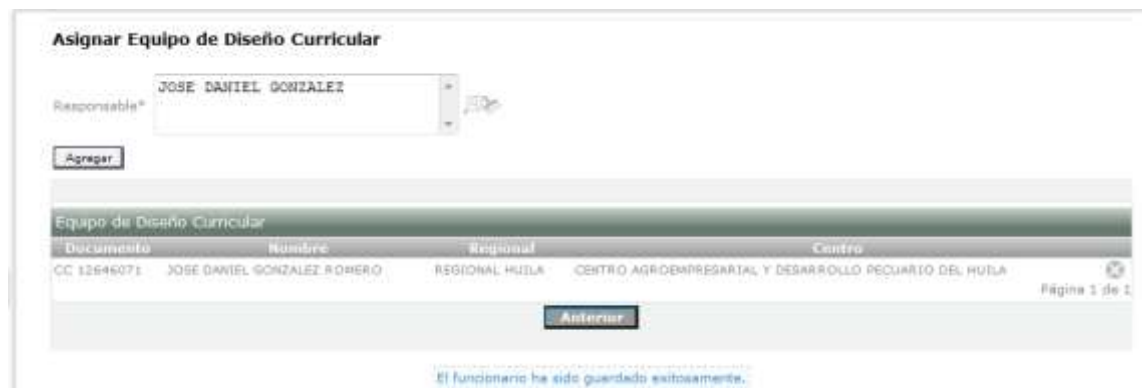 Asignar Equipo de Diseño Curricular
JOSE DANIEL GONZALEZ
Responsable*
Agregar
Equipo de Diseño Curricular
Documento Nombre Regional Centro
CC 12646071 JOSE DANIEL GONZALEZ ROMERO REGIONAL HUILA CENTRO AGROEMPRESARIAL Y DESARROLLO PECUARIO DEL HUILA
Página 1 de 1
Anterior
El funcionario ha sido guardado exitosamente.